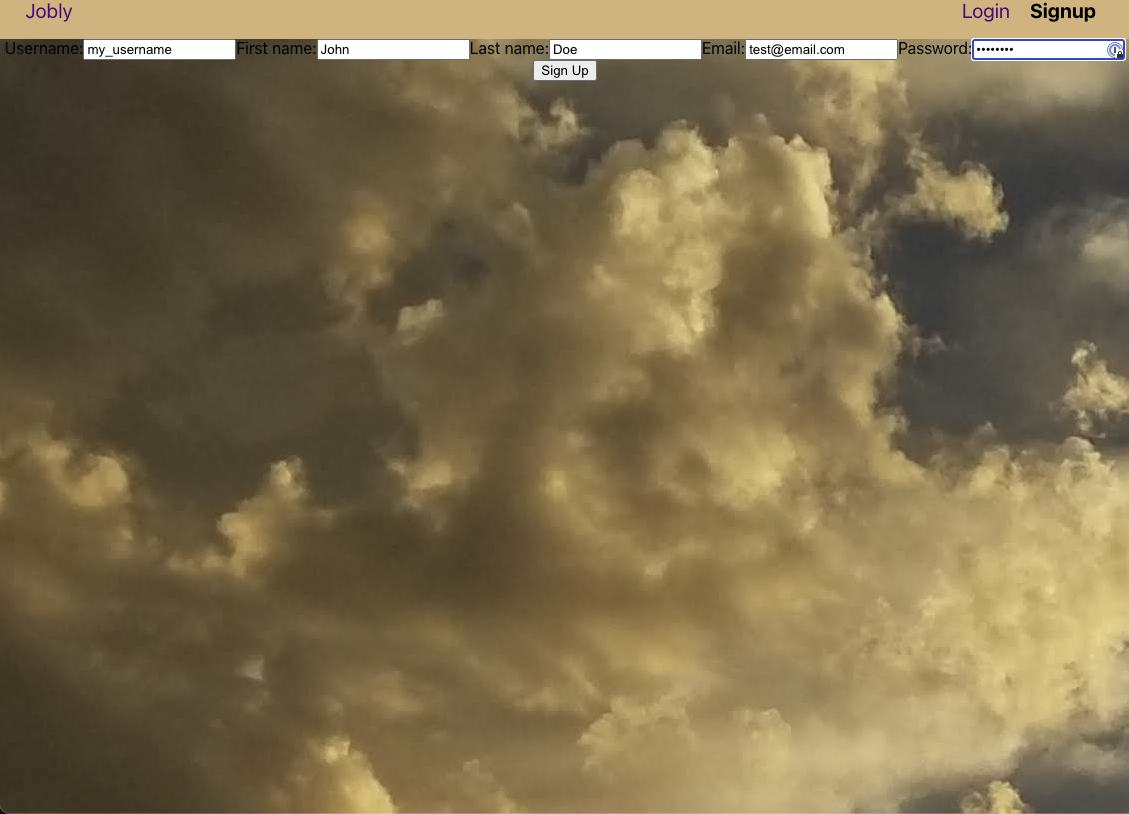 Jobly Login Signup
Username: my_username First name: John Last name: Doe Email: test@email.com Password: ••••••••
Sign Up